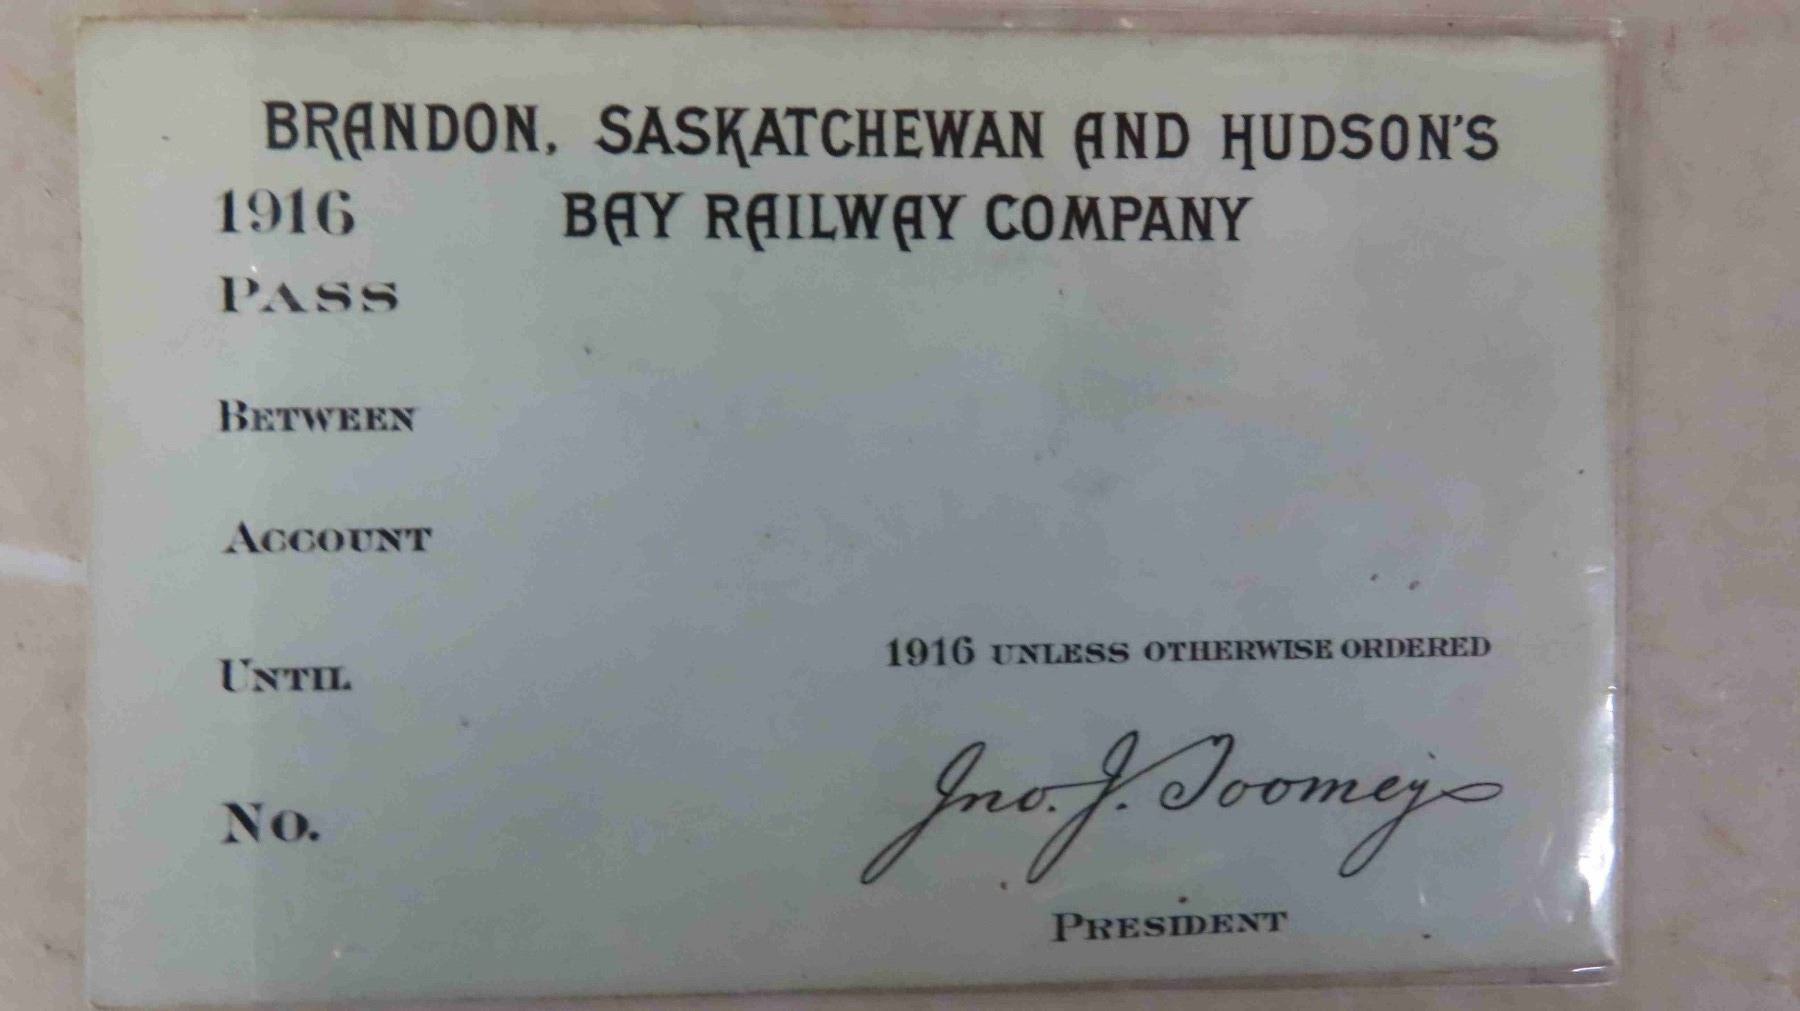 BRANDON, SASKATCHEWAN AND HUDSON'S
1916 BAY RAILWAY COMPANY
PASS
BETWEEN
ACCOUNT
UNTIL 1916 UNLESS OTHERWISE ORDERED
Jno. J. Toomey
No.
PRESIDENT